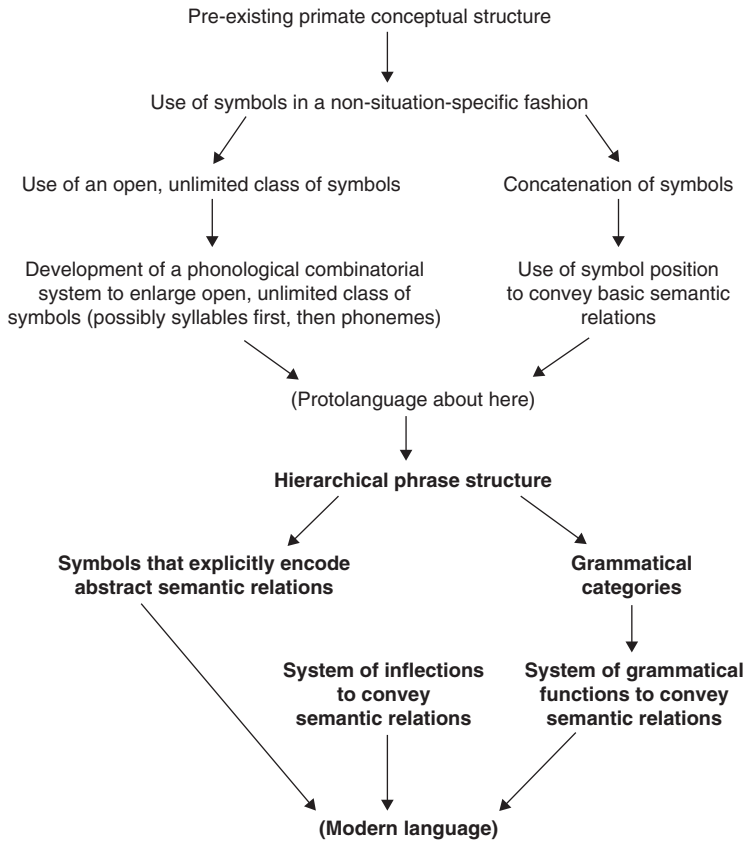 Pre-existing primate conceptual structure
Use of symbols in a non-situation-specific fashion
Use of an open, unlimited class of symbols
Concatenation of symbols
Development of a phonological combinatorial
system to enlarge open, unlimited class of
symbols (possibly syllables first, then phonemes)
Use of symbol position
to convey basic semantic
relations
(Protolanguage about here)
Hierarchical phrase structure
Symbols that explicitly encode
abstract semantic relations
Grammatical
categories
System of inflections
to convey
semantic relations
System of grammatical
functions to convey
semantic relations
(Modern language)